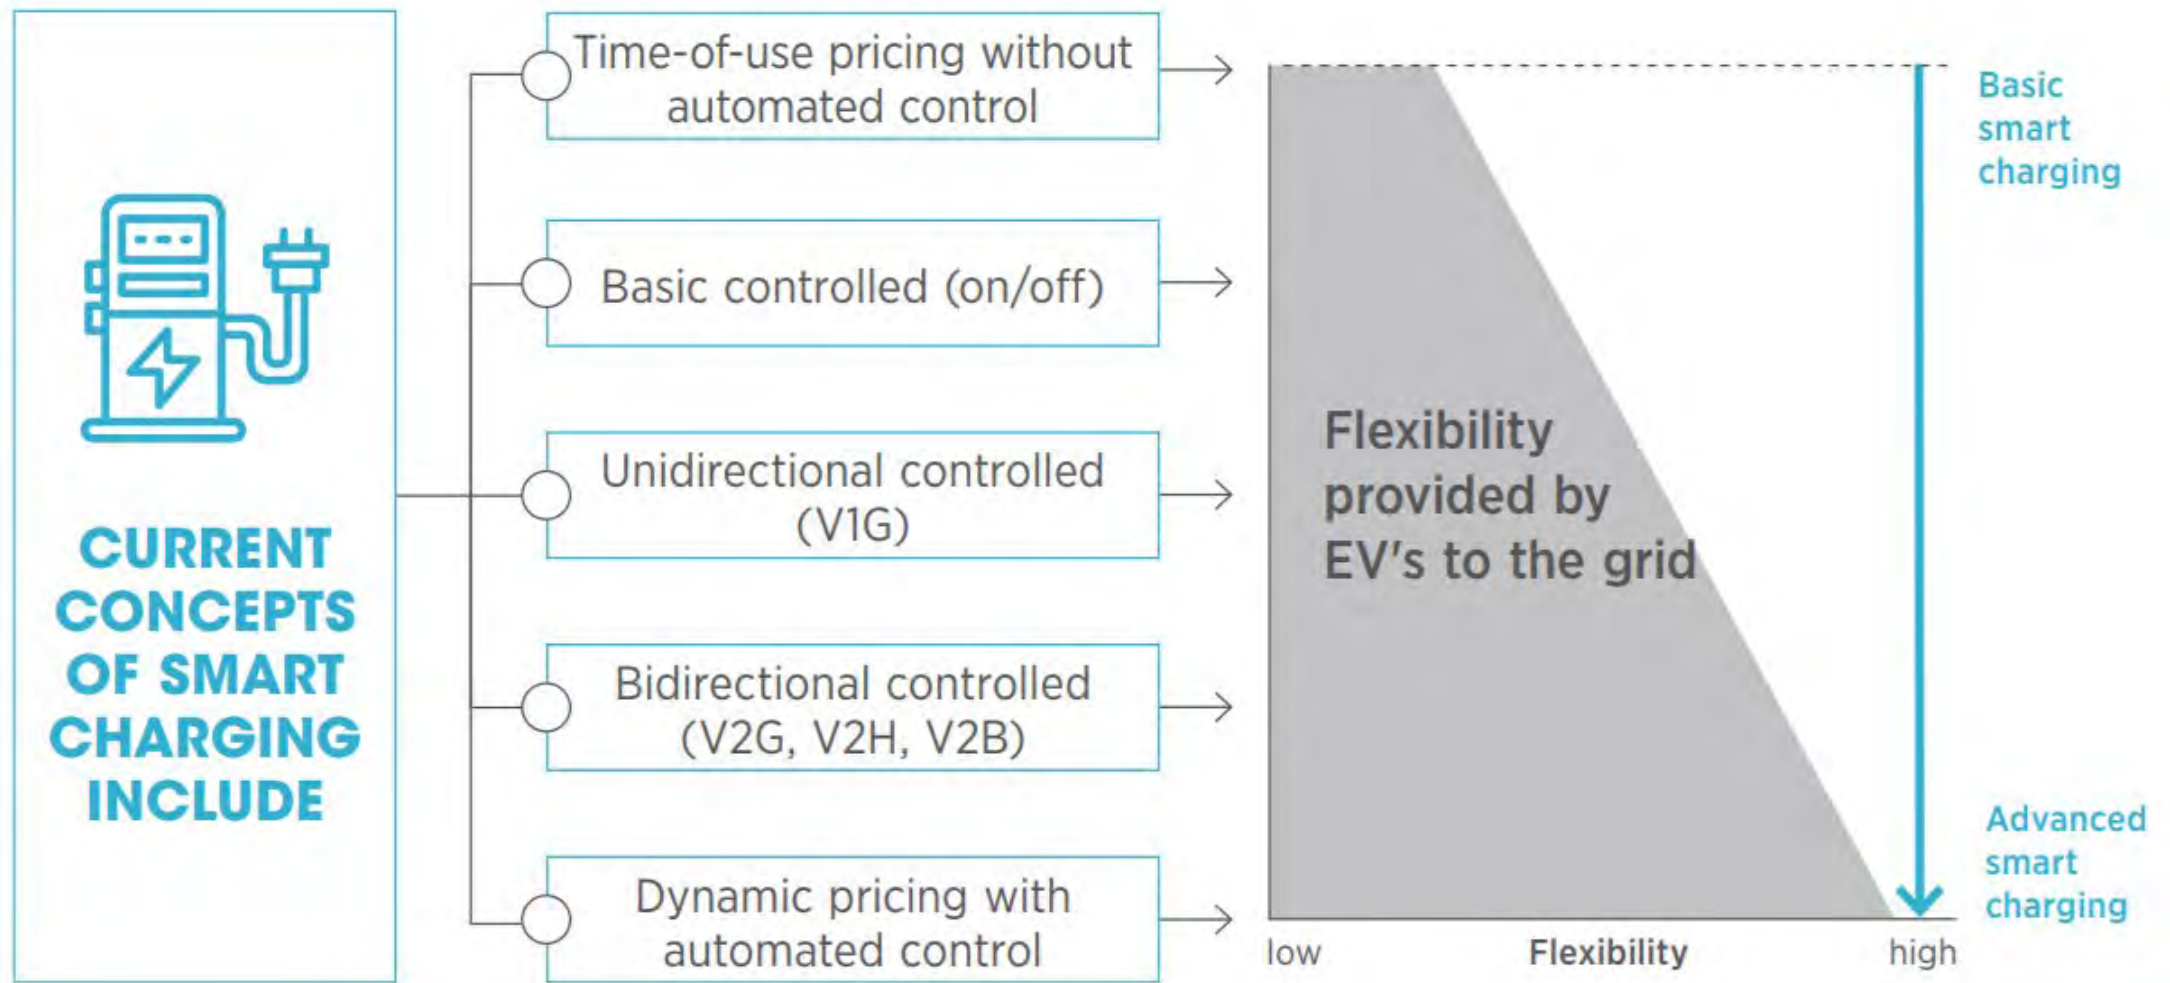 CURRENT
CONCEPTS
OF SMART
CHARGING
INCLUDE
Time-of-use pricing without
automated control
Basic controlled (on/off)
Unidirectional controlled
(V1G)
Bidirectional controlled
(V2G, V2H, V2B)
Dynamic pricing with
automated control
Flexibility
provided by
EV's to the grid
low
Flexibility
high
Basic
smart
charging
Advanced
smart
charging